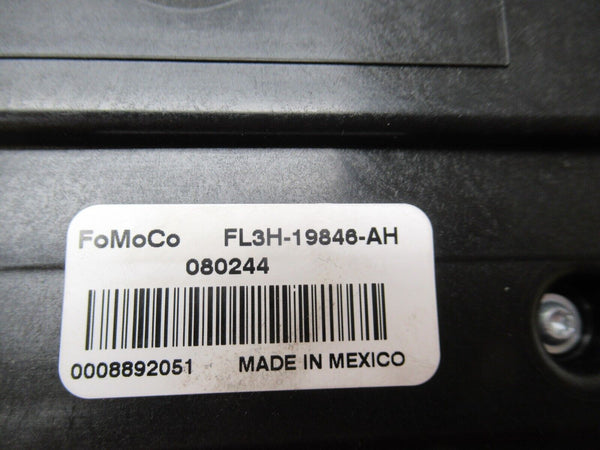 FoMoCo FL3H-19846-AH
080244
0008892051 MADE IN MEXICO